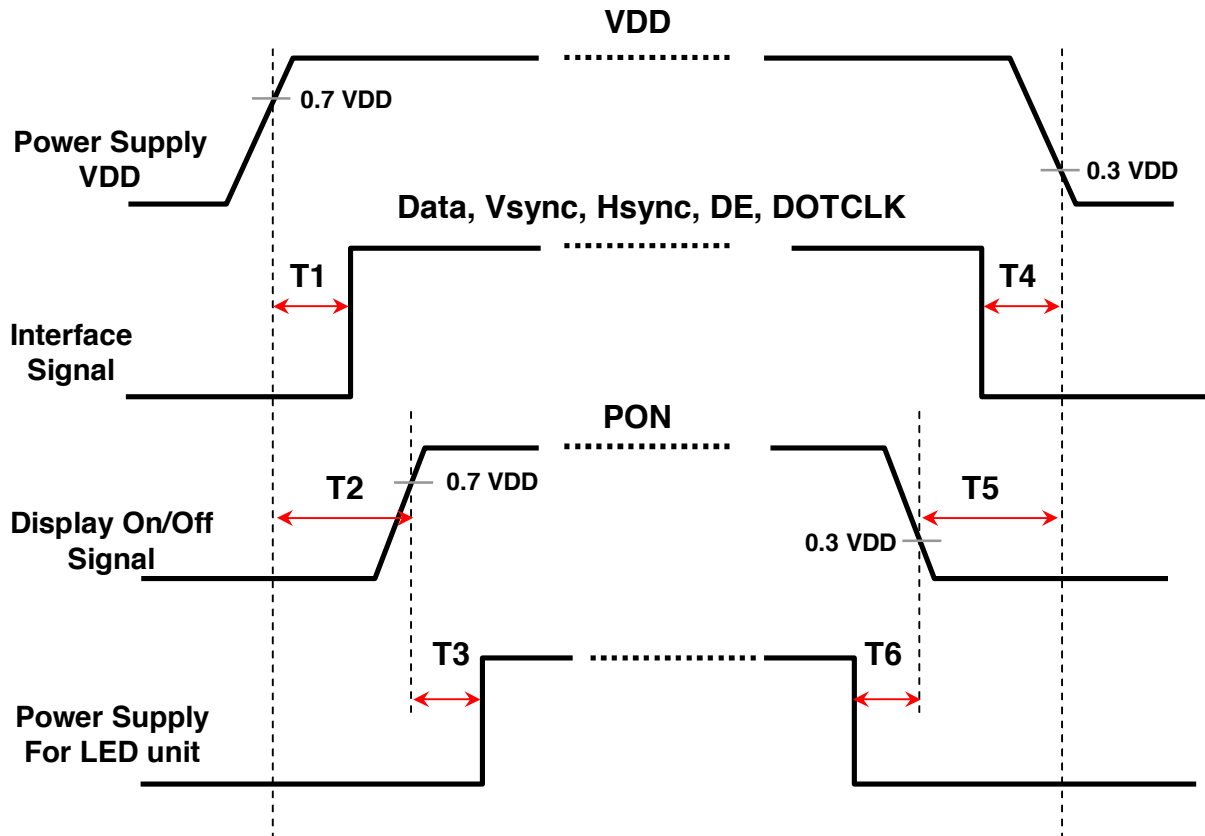 VDD
0.7 VDD
Power Supply
VDD
0.3 VDD
Data, Vsync, Hsync, DE, DOTCLK
T1
T4
Interface
Signal
PON
T2
0.7 VDD
T5
Display On/Off
Signal
0.3 VDD
T3
T6
Power Supply
For LED unit